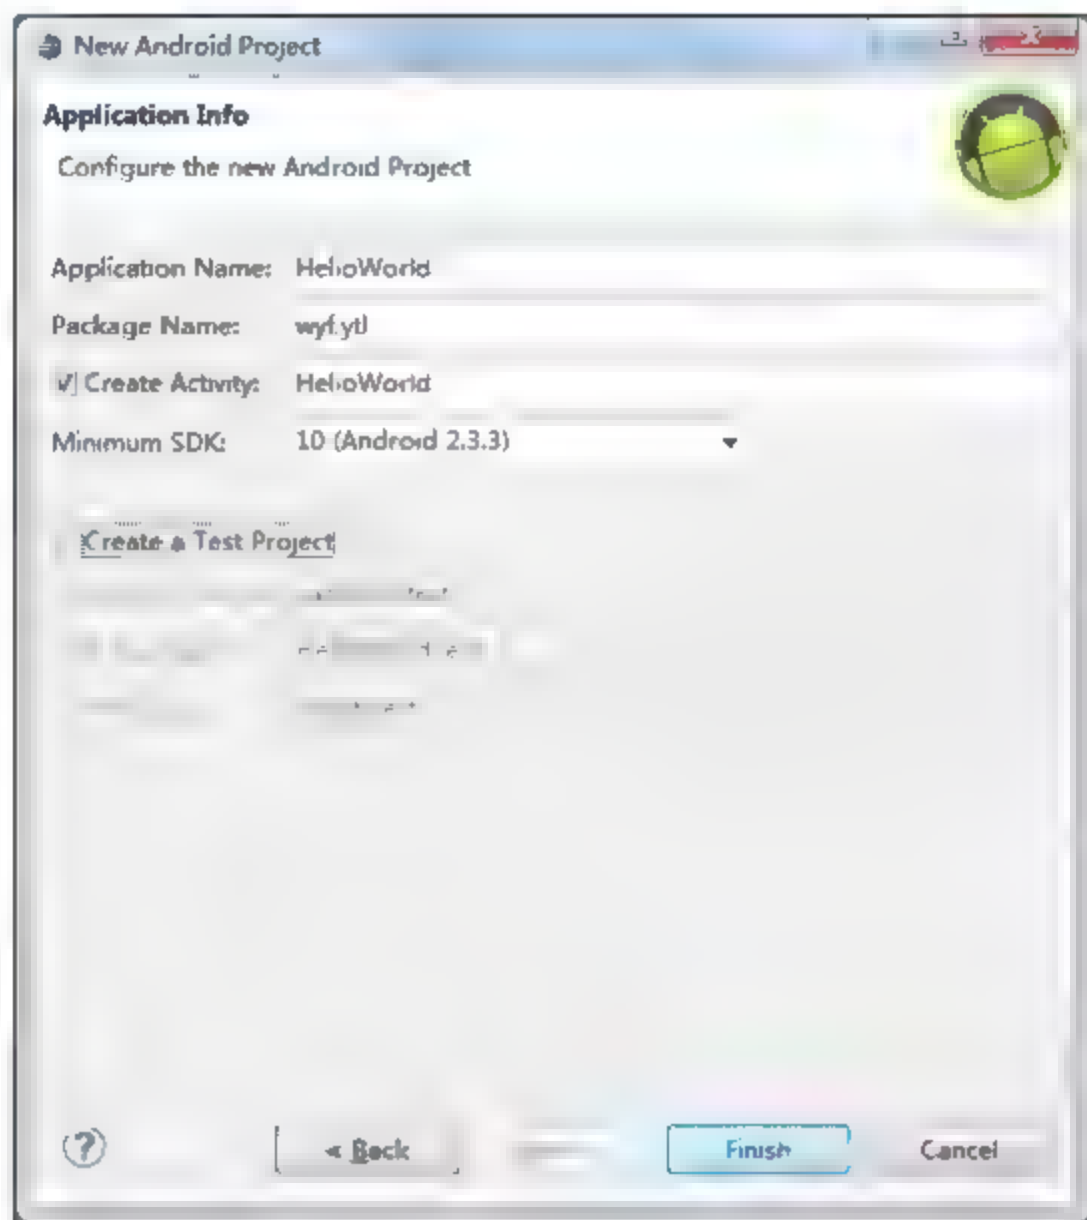 New Android Project
Application Info
Configure the new Android Project
Application Name: HelloWorld
Package Name: wyf.ytl
Create Activity: HelloWorld
Minimum SDK: 10 (Android 2.3.3)
Create a Test Project
< Back Finish Cancel